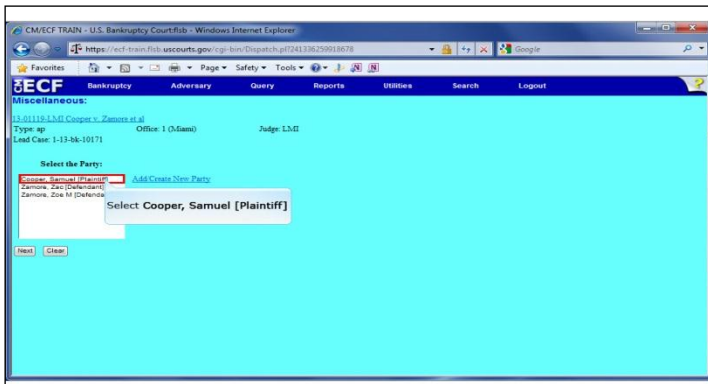 CM/ECF TRAIN - U.S. Bankruptcy Court:flsb - Windows Internet Explorer
https://ecf-train.flsb.uscourts.gov/cgi-bin/Dispatch.pl?241336259918678
Google
Favorites Page Safety Tools
ECF Bankruptcy Adversary Query Reports Utilities Search Logout ?
Miscellaneous:
13-01119-LMI Cooper v. Zamore et al
Type: ap Office: 1 (Miami) Judge: LMI
Lead Case: 1-13-bk-10171
Select the Party:
Cooper, Samuel [Plaintiff] Add/Create New Party
Zamore, Zac [Defendant]
Zamore, Zoe M [Defenda
Select Cooper, Samuel [Plaintiff]
Next Clear